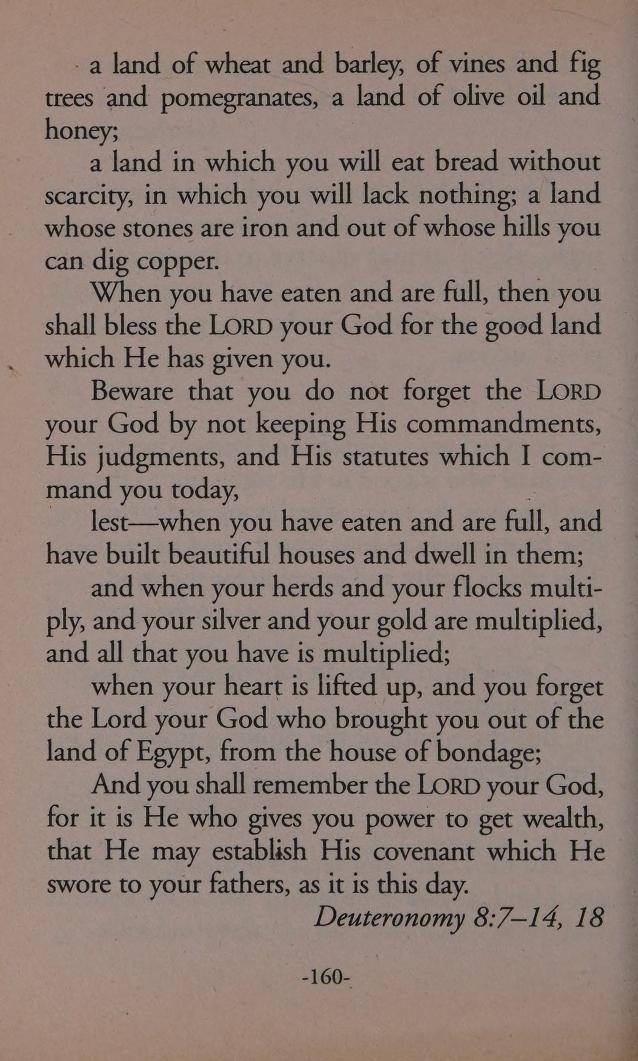 a land of wheat and barley, of vines and fig
trees and pomegranates, a land of olive oil and
honey;
a land in which you will eat bread without
scarcity, in which you will lack nothing; a land
whose stones are iron and out of whose hills you
can dig copper.
When you have eaten and are full, then you
shall bless the LORD your God for the good land
which He has given you.
Beware that you do not forget the LORD
your God by not keeping His commandments,
His judgments, and His statutes which I com-
mand you today,
lest—when you have eaten and are full, and
have built beautiful houses and dwell in them;
and when your herds and your flocks multi-
ply, and your silver and your gold are multiplied,
and all that you have is multiplied;
when your heart is lifted up, and you forget
the Lord your God who brought you out of the
land of Egypt, from the house of bondage;
And you shall remember the LORD your God,
for it is He who gives you power to get wealth,
that He may establish His covenant which He
swore to your fathers, as it is this day.
Deuteronomy 8:7–14, 18
-160-